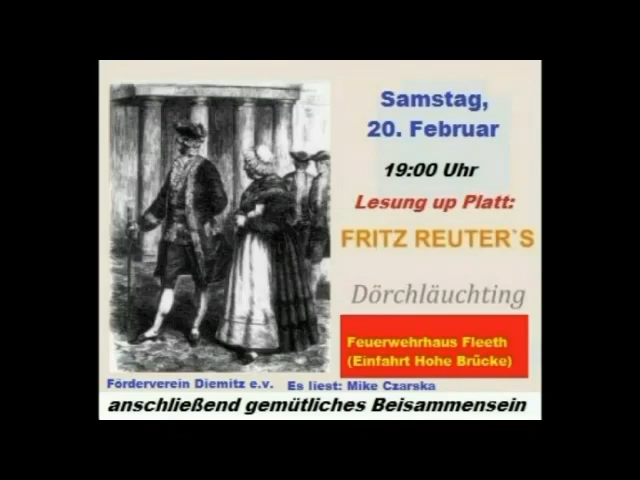 Samstag,
20. Februar
19:00 Uhr
Lesung up Platt:
FRITZ REUTER`S
Dörchläuchting
Feuerwehrhaus Fleeth
(Einfahrt Hohe Brücke)
Förderverein Diemitz e.v. Es liest: Mike Czarska
anschließend gemütliches Beisammensein